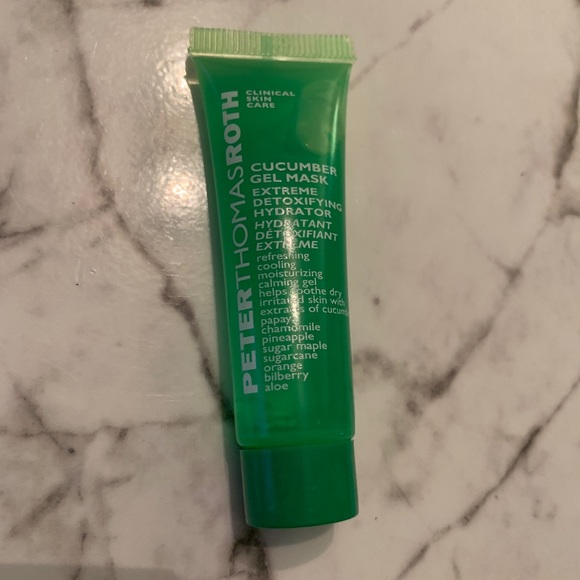 PETERTHOMASROTH
CLINICAL
SKIN
CARE
CUCUMBER
GEL MASK
EXTREME
DETOXIFYING
HYDRATOR
HYDRATANT
DÉTOXIFIANT
EXTRÊME
refreshing
cooling
moisturizing
calming gel
helps soothe dry
irritated skin with
extracts of
papaya
chamomile
pineapple
sugar maple
sugarcane
orange
bilberry
aloe